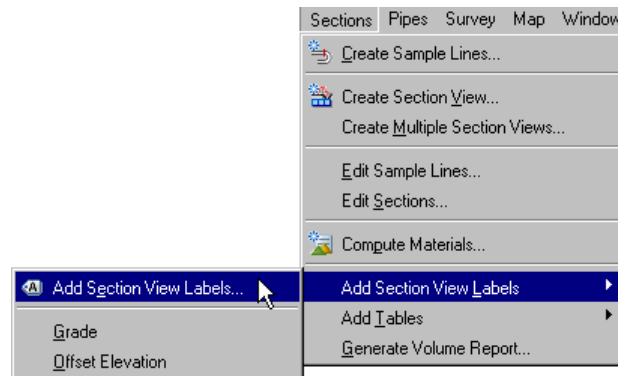 Sections Pipes Survey Map Window
Create Sample Lines...
Create Section View...
Create Multiple Section Views...
Edit Sample Lines...
Edit Sections...
Compute Materials...
Add Section View Labels
Add Tables
Generate Volume Report...
Add Section View Labels...
Grade
Offset Elevation